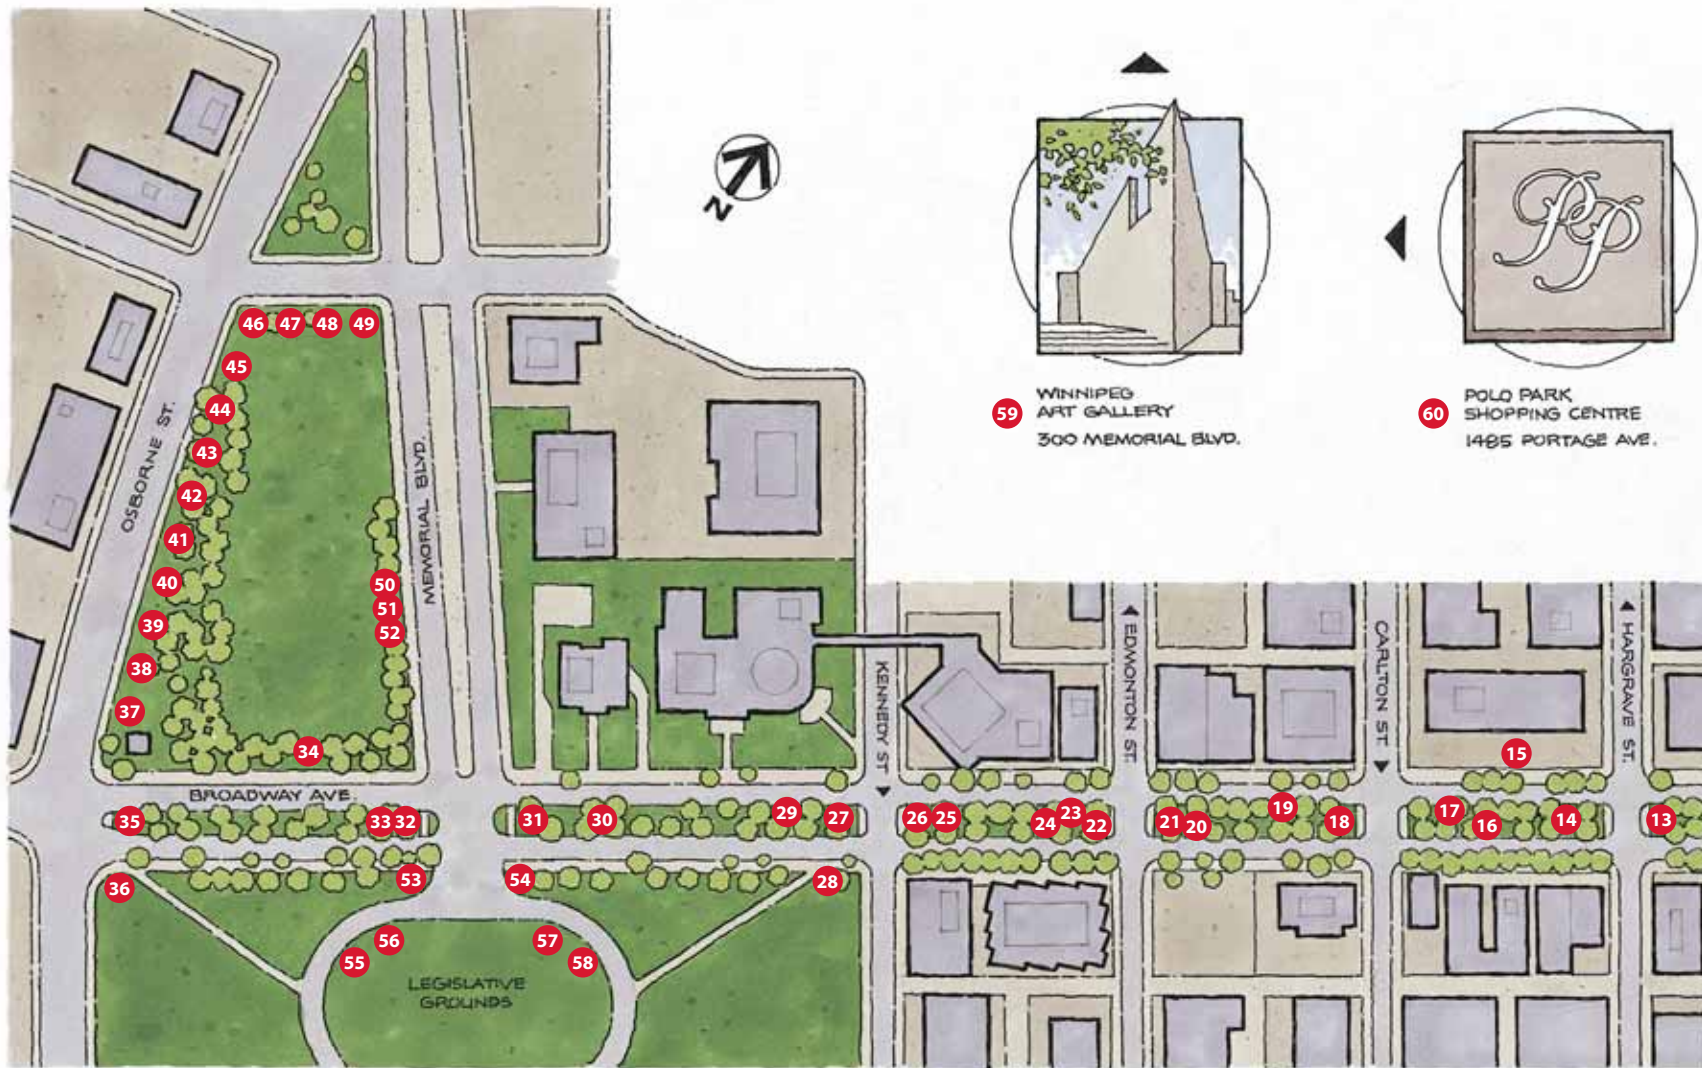 N
PP
59
WINNIPEG
ART GALLERY
300 MEMORIAL BLVD.
60
POLO PARK
SHOPPING CENTRE
1485 PORTAGE AVE.
46
47
48
49
45
44
43
42
41
40
39
38
37
OSBORNE ST.
MEMORIAL BLVD.
50
51
52
34
KENNEDY ST.
EDMONTON ST.
CARLTON ST.
HARGRAVE ST.
15
BROADWAY AVE.
35
33
32
31
30
29
27
26
25
24
23
22
21
20
19
18
17
16
14
13
36
53
54
28
55
56
57
58
LEGISLATIVE
GROUNDS